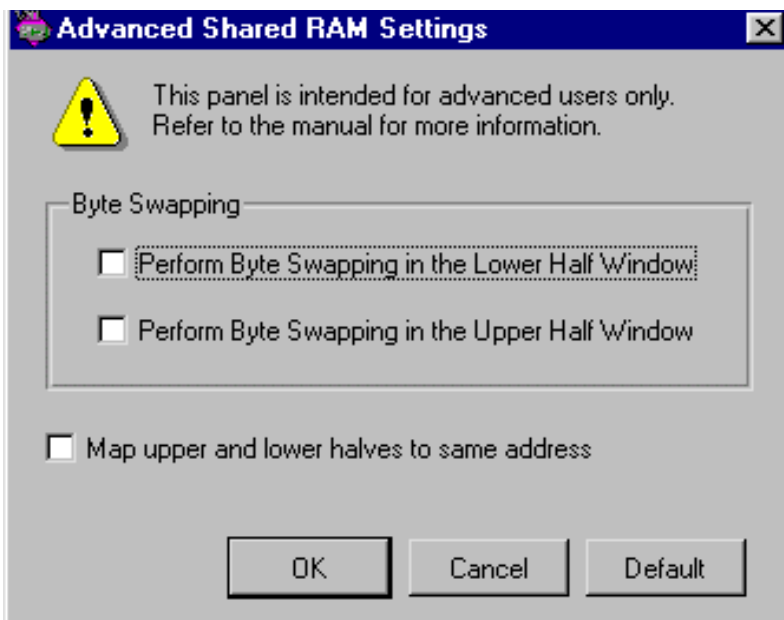 Advanced Shared RAM Settings
This panel is intended for advanced users only.
Refer to the manual for more information.
Byte Swapping
Perform Byte Swapping in the Lower Half Window
Perform Byte Swapping in the Upper Half Window
Map upper and lower halves to same address
OK Cancel Default